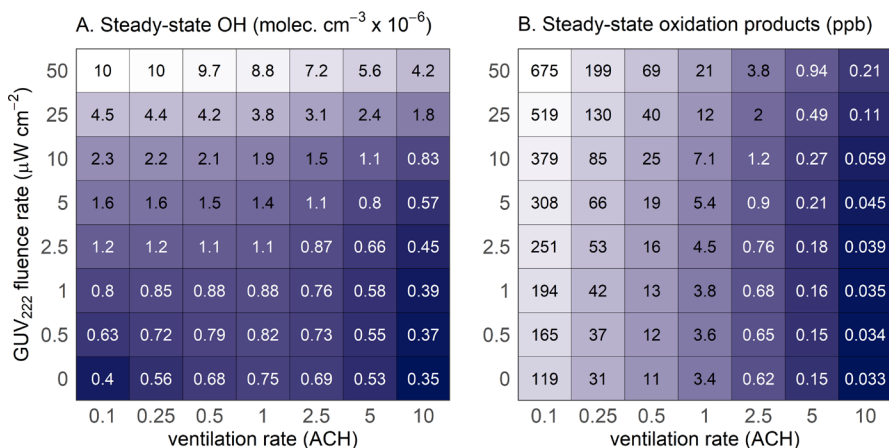 A. Steady-state OH (molec. cm⁻³ x 10⁻⁶)
50 10 10 9.7 8.8 7.2 5.6 4.2
25 4.5 4.4 4.2 3.8 3.1 2.4 1.8
10 2.3 2.2 2.1 1.9 1.5 1.1 0.83
5 1.6 1.6 1.5 1.4 1.1 0.8 0.57
2.5 1.2 1.2 1.1 1.1 0.87 0.66 0.45
1 0.8 0.85 0.88 0.88 0.76 0.58 0.39
0.5 0.63 0.72 0.79 0.82 0.73 0.55 0.37
0 0.4 0.56 0.68 0.75 0.69 0.53 0.35
0.1 0.25 0.5 1 2.5 5 10
ventilation rate (ACH)
GUV₂₂₂ fluence rate (μW cm⁻²)
B. Steady-state oxidation products (ppb)
50 675 199 69 21 3.8 0.94 0.21
25 519 130 40 12 2 0.49 0.11
10 379 85 25 7.1 1.2 0.27 0.059
5 308 66 19 5.4 0.9 0.21 0.045
2.5 251 53 16 4.5 0.76 0.18 0.039
1 194 42 13 3.8 0.68 0.16 0.035
0.5 165 37 12 3.6 0.65 0.15 0.034
0 119 31 11 3.4 0.62 0.15 0.033
0.1 0.25 0.5 1 2.5 5 10
ventilation rate (ACH)